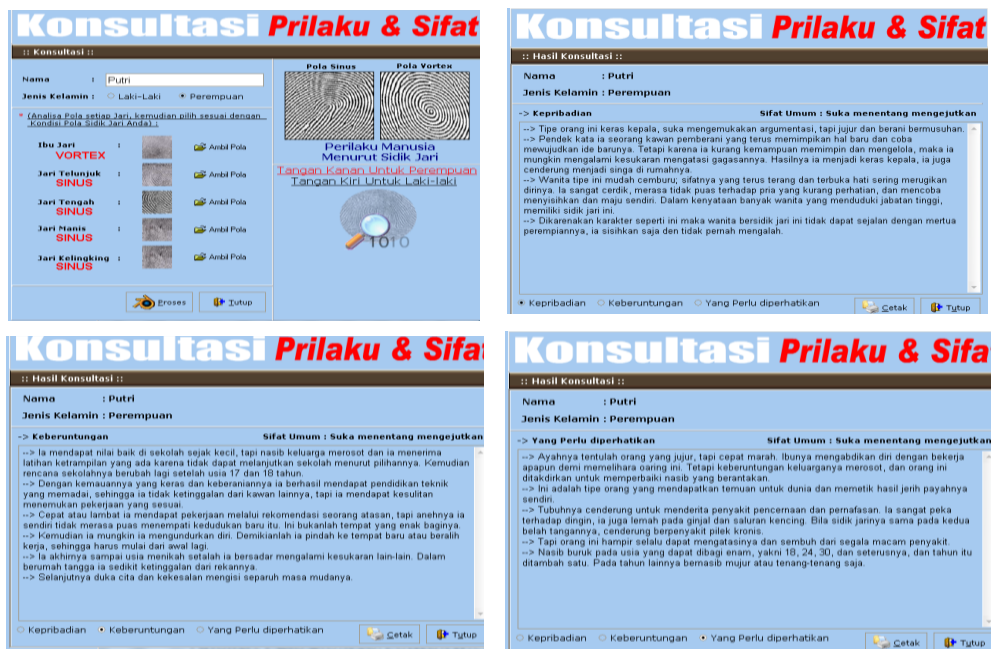 Konsultasi Prilaku & Sifat
:: Konsultasi ::
Nama : Putri
Jenis Kelamin : Laki-Laki Perempuan
* (Analisa Pola setiap Jari, kemudian pilih sesuai dengan
Kondisi Pola Sidik Jari Anda) :
Ibu Jari :
VORTEX
Ambil Pola
Jari Telunjuk :
SINUS
Ambil Pola
Jari Tengah :
SINUS
Ambil Pola
Jari Manis :
SINUS
Ambil Pola
Jari Kelingking :
SINUS
Ambil Pola
Proses Tutup
Pola Sinus Pola Vortex
Perilaku Manusia
Menurut Sidik Jari
Tangan Kanan Untuk Perempuan
Tangan Kiri Untuk Laki-laki
1010
Konsultasi Prilaku & Sifat
:: Hasil Konsultasi ::
Nama : Putri
Jenis Kelamin : Perempuan
-> Kepribadian Sifat Umum : Suka menentang mengejutkan
--> Tipe orang ini keras kepala, suka mengemukakan argumentasi, tapi jujur dan berani bermusuhan.
--> Pendek kata ia seorang kawan pemberani yang terus memimpikan hal baru dan coba
mewujudkan ide barunya. Tetapi karena ia kurang kemampuan memimpin dan mengelola, maka ia
mungkin mengalami kesukaran mengatasi gagasannya. Hasilnya ia menjadi keras kepala, ia juga
cenderung menjadi singa di rumahnya.
--> Wanita tipe ini mudah cemburu; sifatnya yang terus terang dan terbuka hati sering merugikan
dirinya. Ia sangat cerdik, merasa tidak puas terhadap pria yang kurang perhatian, dan mencoba
menyisihkan dan maju sendiri. Dalam kenyataan banyak wanita yang menduduki jabatan tinggi,
memiliki sidik jari ini.
--> Dikarenakan karakter seperti ini maka wanita bersidik jari ini tidak dapat sejalan dengan mertua
perempiannya, ia sisihkan saja den tidak pernah mengalah.
Kepribadian Keberuntungan Yang Perlu diperhatikan Cetak Tutup
Konsultasi Prilaku & Sifat
:: Hasil Konsultasi ::
Nama : Putri
Jenis Kelamin : Perempuan
-> Keberuntungan Sifat Umum : Suka menentang mengejutkan
--> Ia mendapat nilai baik di sekolah sejak kecil, tapi nasib keluarga merosot dan ia menerima
latihan ketrampilan yang ada karena tidak dapat melanjutkan sekolah menurut pilihannya. Kemudian
rencana sekolahnya berubah lagi setelah usia 17 dan 18 tahun.
--> Dengan kemauannya yang keras dan keberaniannya ia berhasil mendapat pendidikan teknik
yang memadai, sehingga ia tidak ketinggalan dari kawan lainnya, tapi ia mendapat kesulitan
menemukan pekerjaan yang sesuai.
--> Cepat atau lambat ia mendapat pekerjaan melalui rekomendasi seorang atasan, tapi anehnya ia
sendiri tidak merasa puas menempati kedudukan baru itu. Ini bukanlah tempat yang enak baginya.
--> Kemudian ia mungkin ia mengundurkan diri. Demikianlah ia pindah ke tempat baru atau beralih
kerja, sehingga harus mulai dari awal lagi.
--> Ia akhirnya sampai usia menikah setalah ia bersadar mengalami kesukaran lain-lain. Dalam
berumah tangga ia sedikit ketinggalan dari rekannya.
--> Selanjutnya duka cita dan kekesalan mengisi separuh masa mudanya.
Kepribadian Keberuntungan Yang Perlu diperhatikan Cetak Tutup
Konsultasi Prilaku & Sifa
:: Hasil Konsultasi ::
Nama : Putri
Jenis Kelamin : Perempuan
-> Yang Perlu diperhatikan Sifat Umum : Suka menentang mengejutkan
--> Ayahnya tentulah orang yang jujur, tapi cepat marah. Ibunya mengabdikan diri dengan bekerja
apapun demi memelihara oaring ini. Tetapi keberuntungan keluarganya merosot, dan orang ini
ditakdirkan untuk memperbaiki nasib yang berantakan.
--> Ini adalah tipe orang yang mendapatkan temuan untuk dunia dan memetik hasil jerih payahnya
sendiri.
--> Tubuhnya cenderung untuk menderita penyakit pencernaan dan pernafasan. Ia sangat peka
terhadap dingin, ia juga lemah pada ginjal dan saluran kencing. Bila sidik jarinya sama pada kedua
belah tangannya, cenderung berpenyakit pilek kronis.
--> Tapi orang ini hampir selalu dapat mengatasinya dan sembuh dari segala macam penyakit.
--> Nasib buruk pada usia yang dapat dibagi enam, yakni 18, 24, 30, dan seterusnya, dan tahun itu
ditambah satu. Pada tahun lainnya bernasib mujur atau tenang-tenang saja.
Kepribadian Keberuntungan Yang Perlu diperhatikan Cetak Tutup